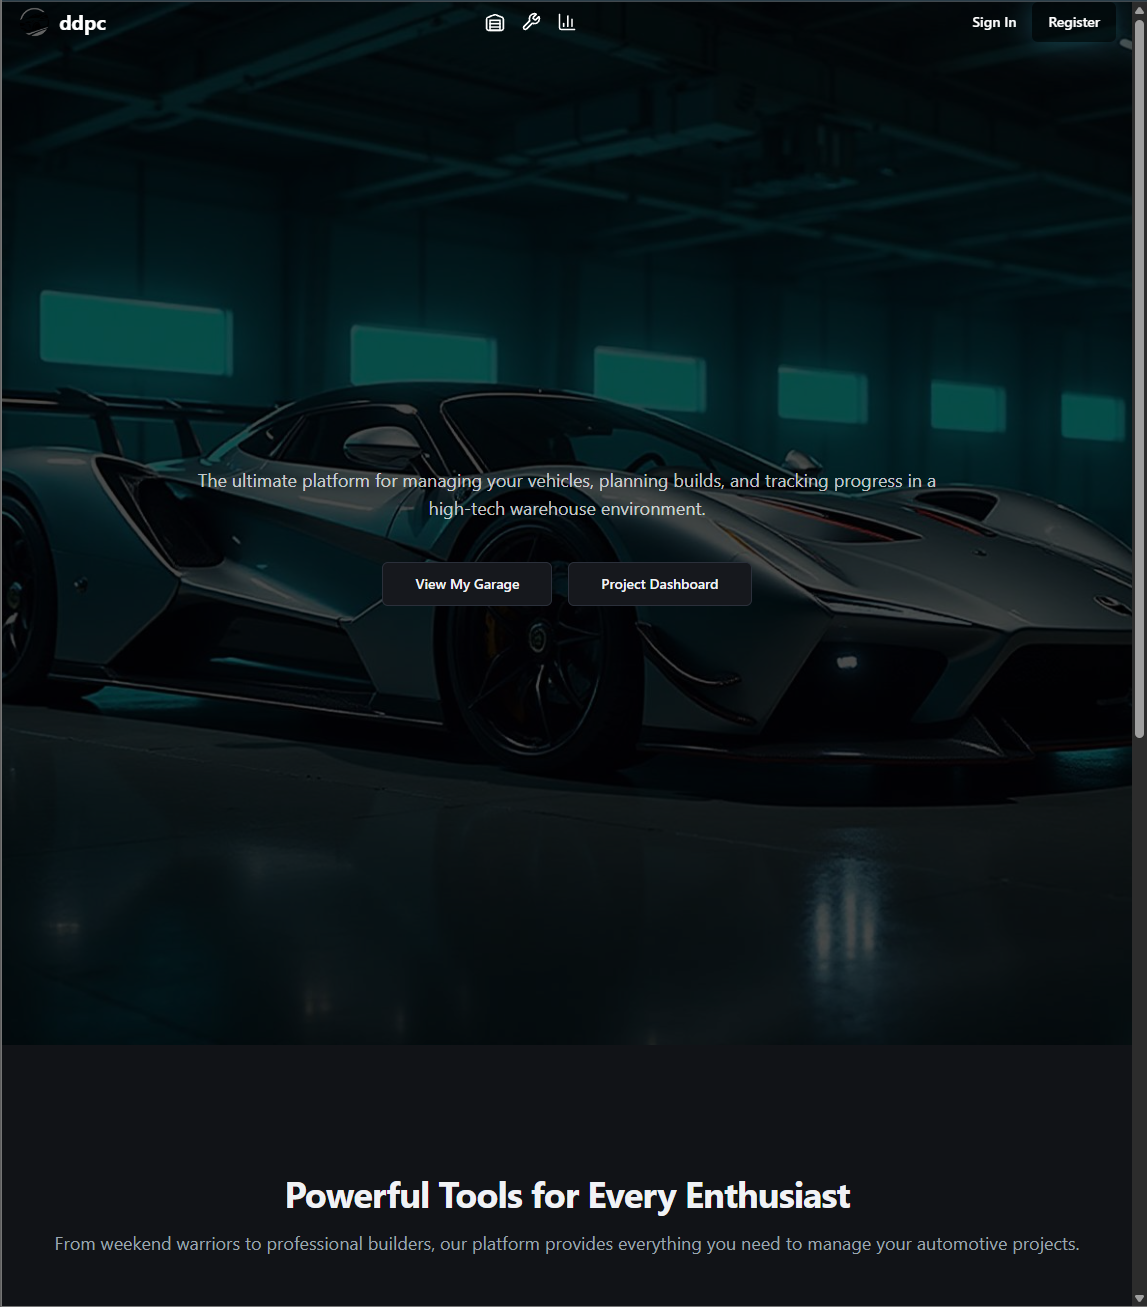 ddpc
Sign In
Register
The ultimate platform for managing your vehicles, planning builds, and tracking progress in a
high-tech warehouse environment.
View My Garage
Project Dashboard
Powerful Tools for Every Enthusiast
From weekend warriors to professional builders, our platform provides everything you need to manage your automotive projects.